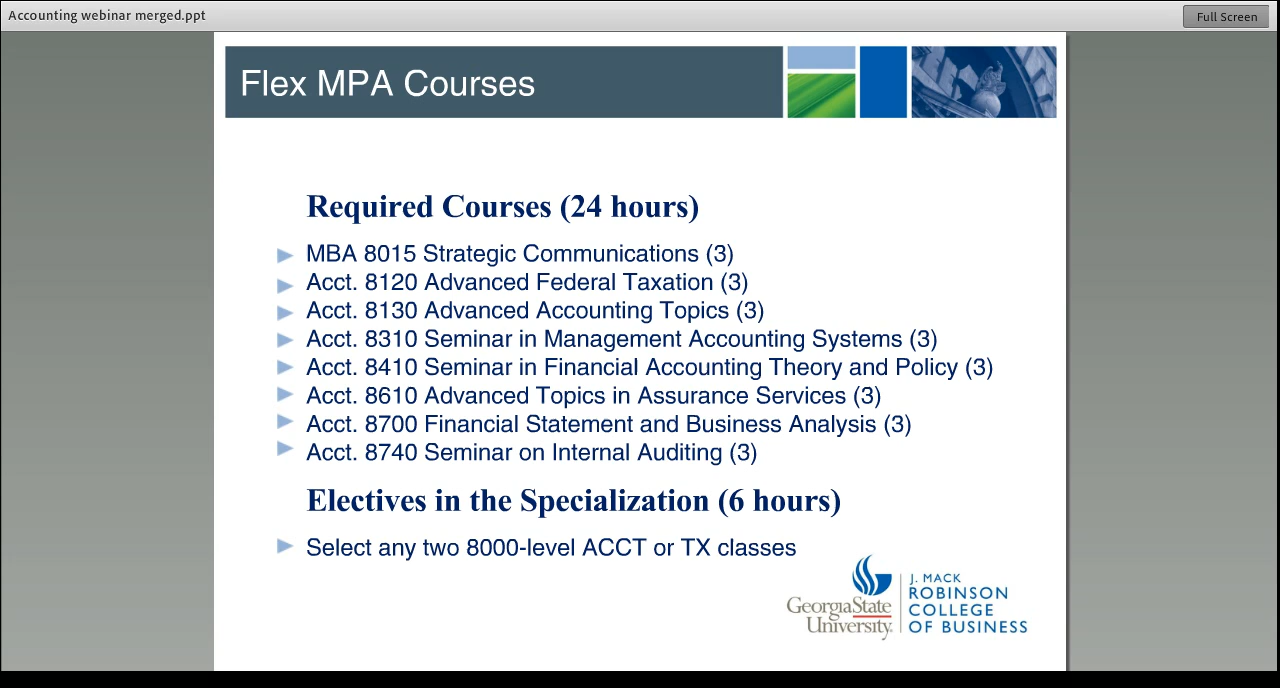 Accounting webinar merged.ppt
Full Screen
Flex MPA Courses
Required Courses (24 hours)
MBA 8015 Strategic Communications (3)
Acct. 8120 Advanced Federal Taxation (3)
Acct. 8130 Advanced Accounting Topics (3)
Acct. 8310 Seminar in Management Accounting Systems (3)
Acct. 8410 Seminar in Financial Accounting Theory and Policy (3)
Acct. 8610 Advanced Topics in Assurance Services (3)
Acct. 8700 Financial Statement and Business Analysis (3)
Acct. 8740 Seminar on Internal Auditing (3)
Electives in the Specialization (6 hours)
Select any two 8000-level ACCT or TX classes
GeorgiaState
University
J. MACK
ROBINSON
COLLEGE
OF BUSINESS